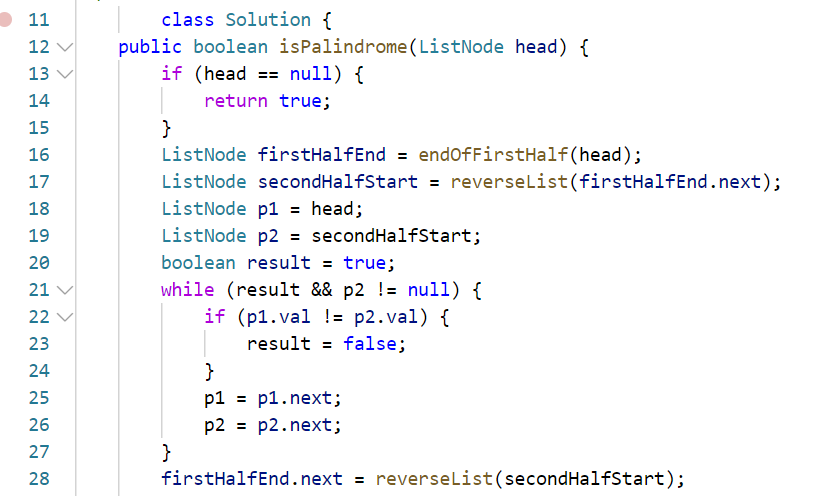 11 class Solution {
12 public boolean isPalindrome(ListNode head) {
13 if (head == null) {
14 return true;
15 }
16 ListNode firstHalfEnd = endOfFirstHalf(head);
17 ListNode secondHalfStart = reverseList(firstHalfEnd.next);
18 ListNode p1 = head;
19 ListNode p2 = secondHalfStart;
20 boolean result = true;
21 while (result && p2 != null) {
22 if (p1.val != p2.val) {
23 result = false;
24 }
25 p1 = p1.next;
26 p2 = p2.next;
27 }
28 firstHalfEnd.next = reverseList(secondHalfStart);